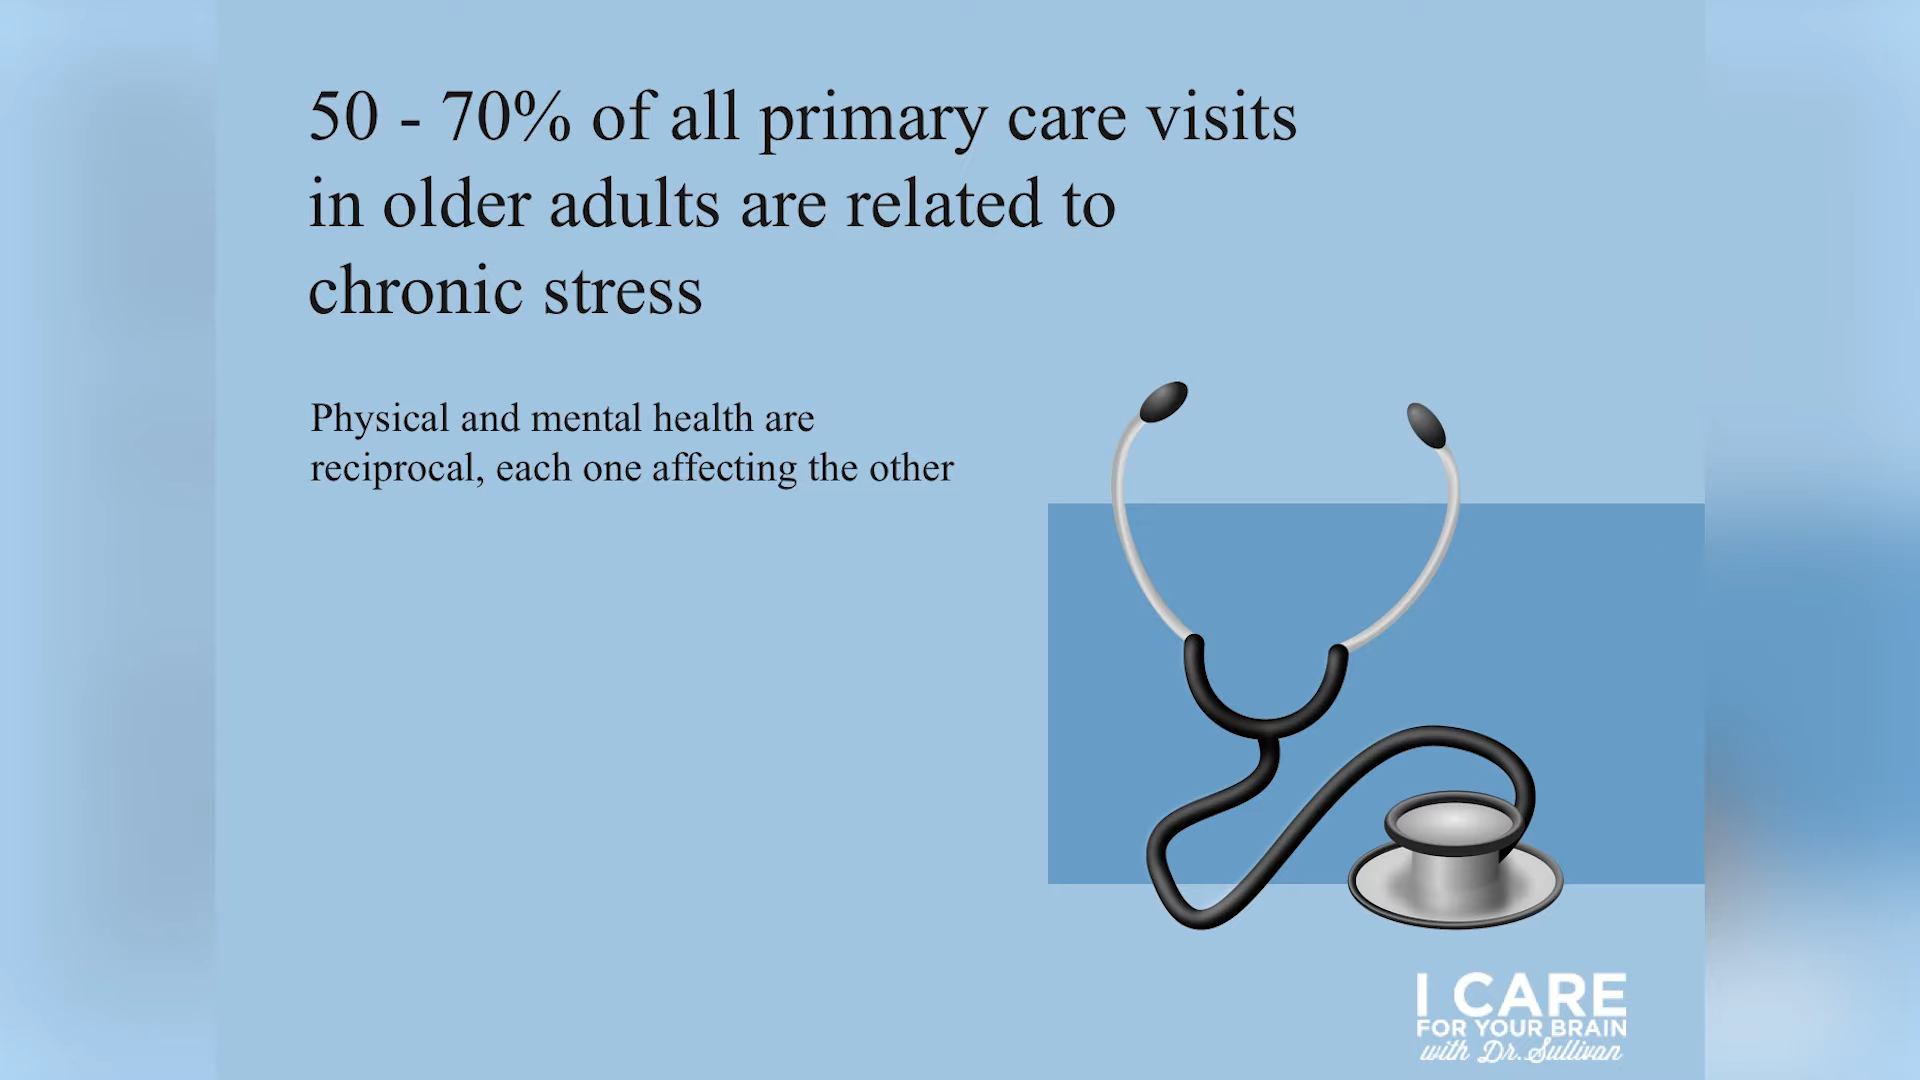 50 - 70% of all primary care visits
in older adults are related to
chronic stress
Physical and mental health are
reciprocal, each one affecting the other
I CARE
FOR YOUR BRAIN
with Dr. Sullivan